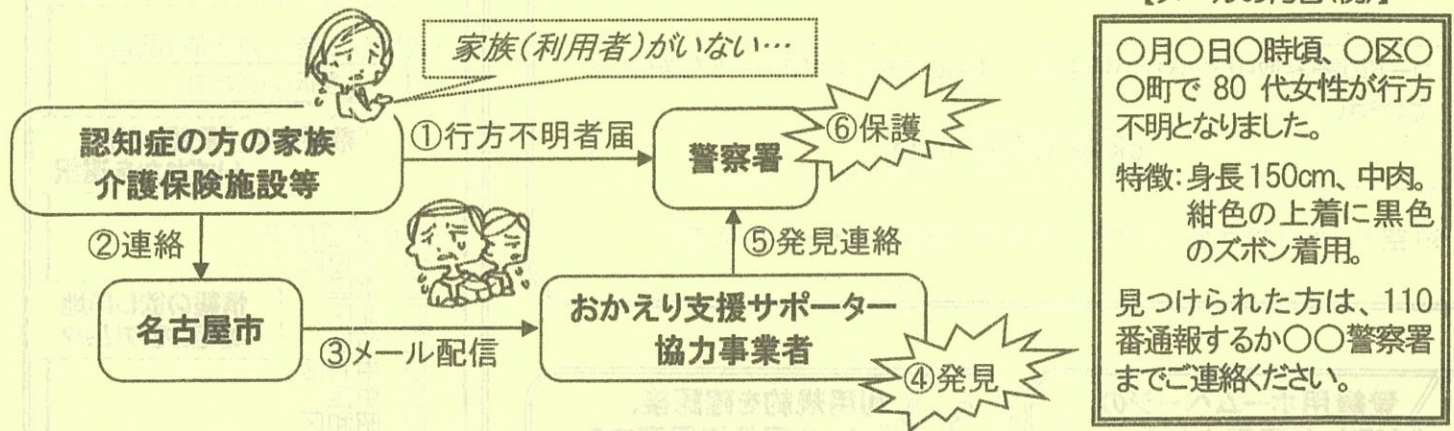 家族(利用者)がいない…
認知症の方の家族
介護保険施設等
①行方不明者届
警察署
⑥保護
②連絡
⑤発見連絡
名古屋市
③メール配信
おかえり支援サポーター
協力事業者
④発見
○月○日○時頃、○区○
○町で 80 代女性が行方
不明となりました。
特徴:身長150cm、中肉。
紺色の上着に黒色
のズボン着用。
見つけられた方は、110
番通報するか○○警察署
までご連絡ください。